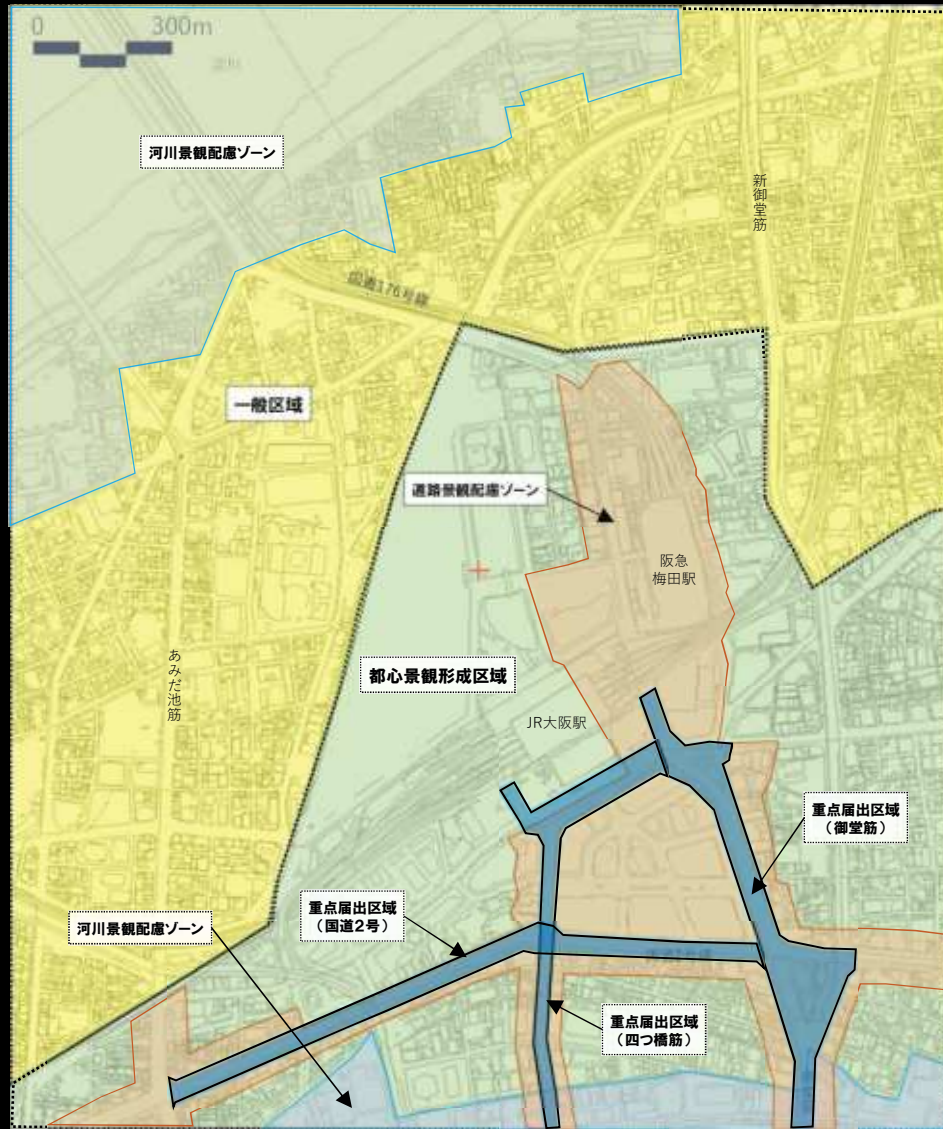 0 300m
河川景観配慮ゾーン
新御堂筋
国道176号線
一般区域
道路景観配慮ゾーン
阪急
梅田駅
あみだ池筋
都心景観形成区域
JR大阪駅
重点届出区域
（御堂筋）
重点届出区域
（国道２号）
河川景観配慮ゾーン
重点届出区域
（四つ橋筋）